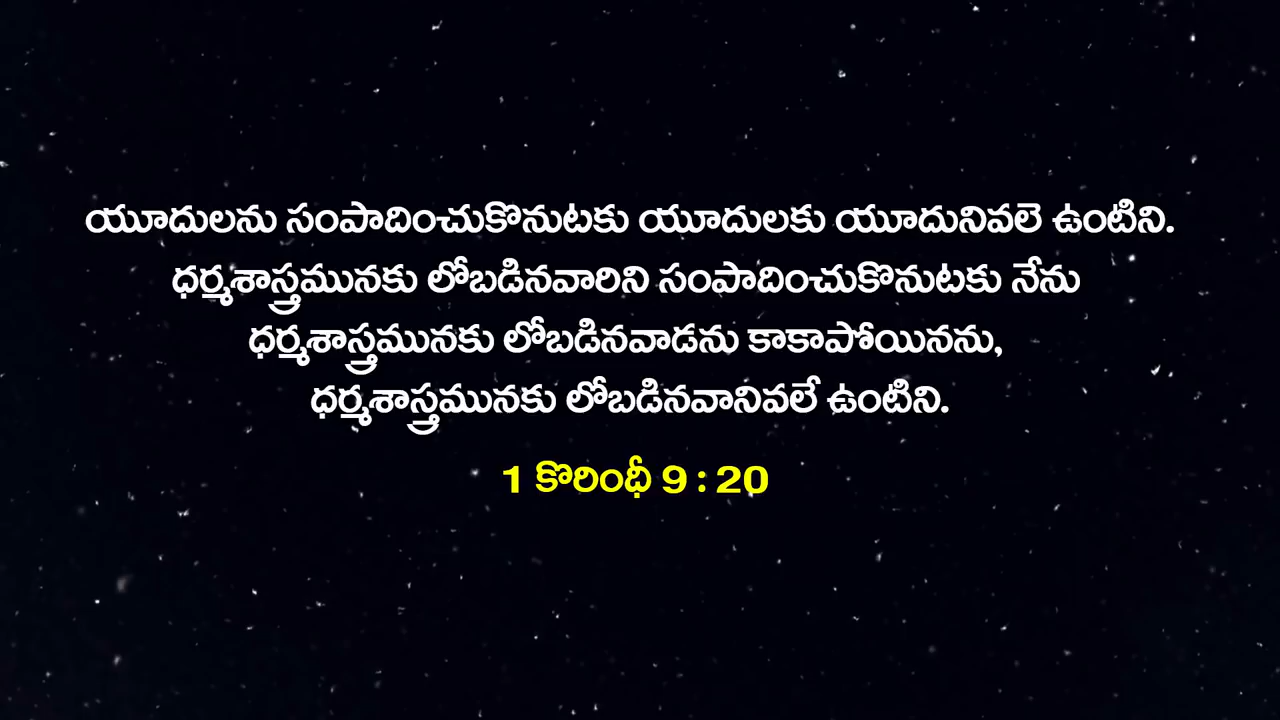 యూదులను సంపాదించుకొనుటకు యూదులకు యూదునివలె ఉంటిని.
ధర్మశాస్త్రమునకు లోబడినవారిని సంపాదించుకొనుటకు నేను
ధర్మశాస్త్రమునకు లోబడినవాడను కాకాపోయినను,
ధర్మశాస్త్రమునకు లోబడినవానివలే ఉంటిని.
1 కొరింథీ 9 : 20